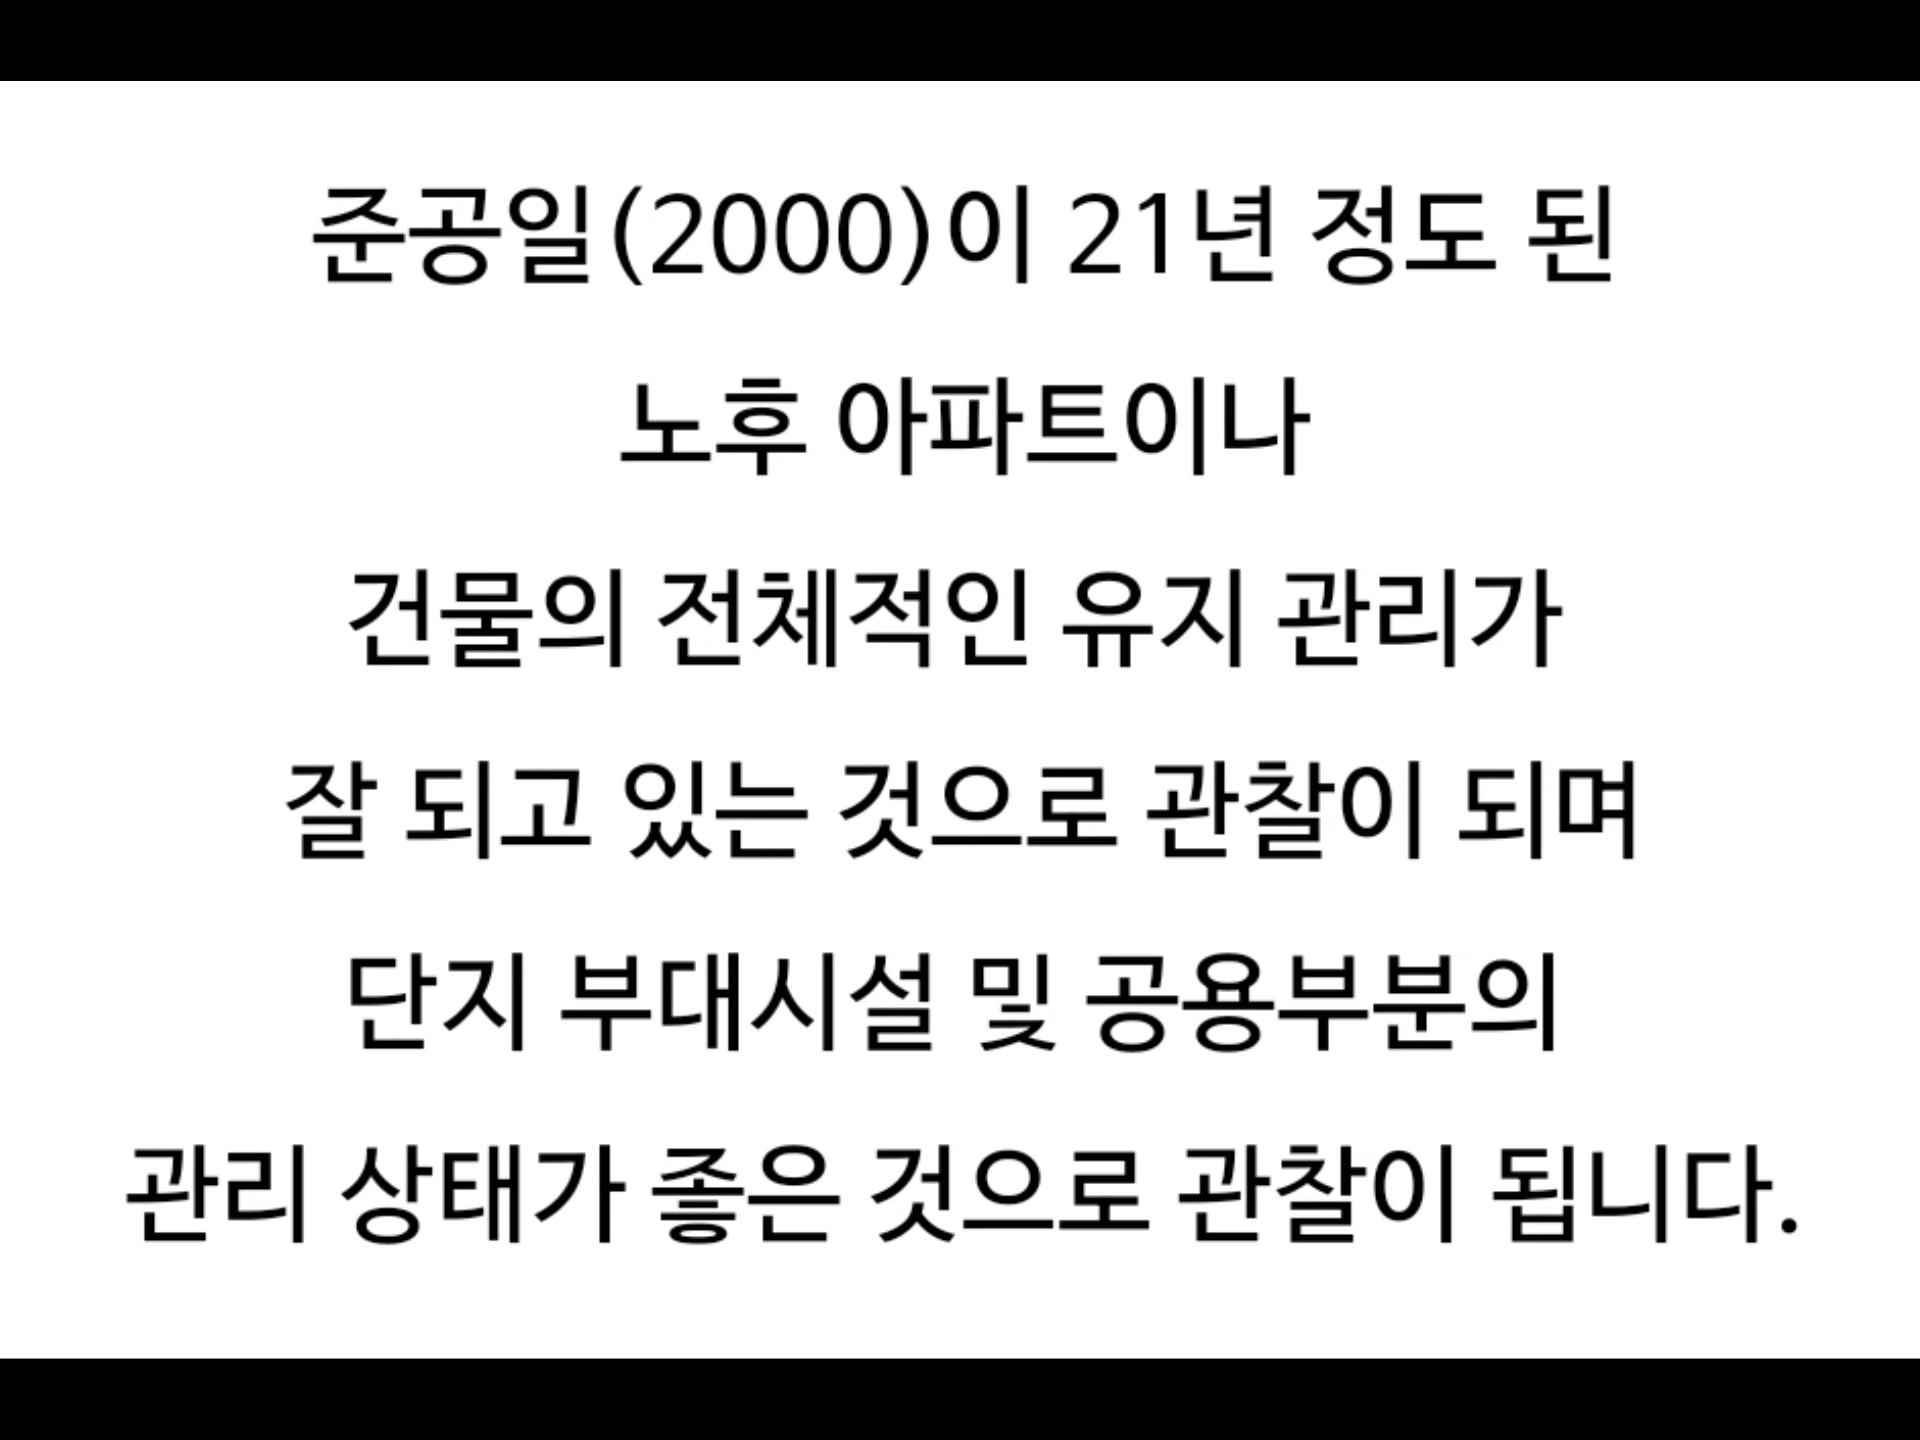 준공일(2000)이 21년 정도 된
노후 아파트이나
건물의 전체적인 유지 관리가
잘 되고 있는 것으로 관찰이 되며
단지 부대시설 및 공용부분의
관리 상태가 좋은 것으로 관찰이 됩니다.